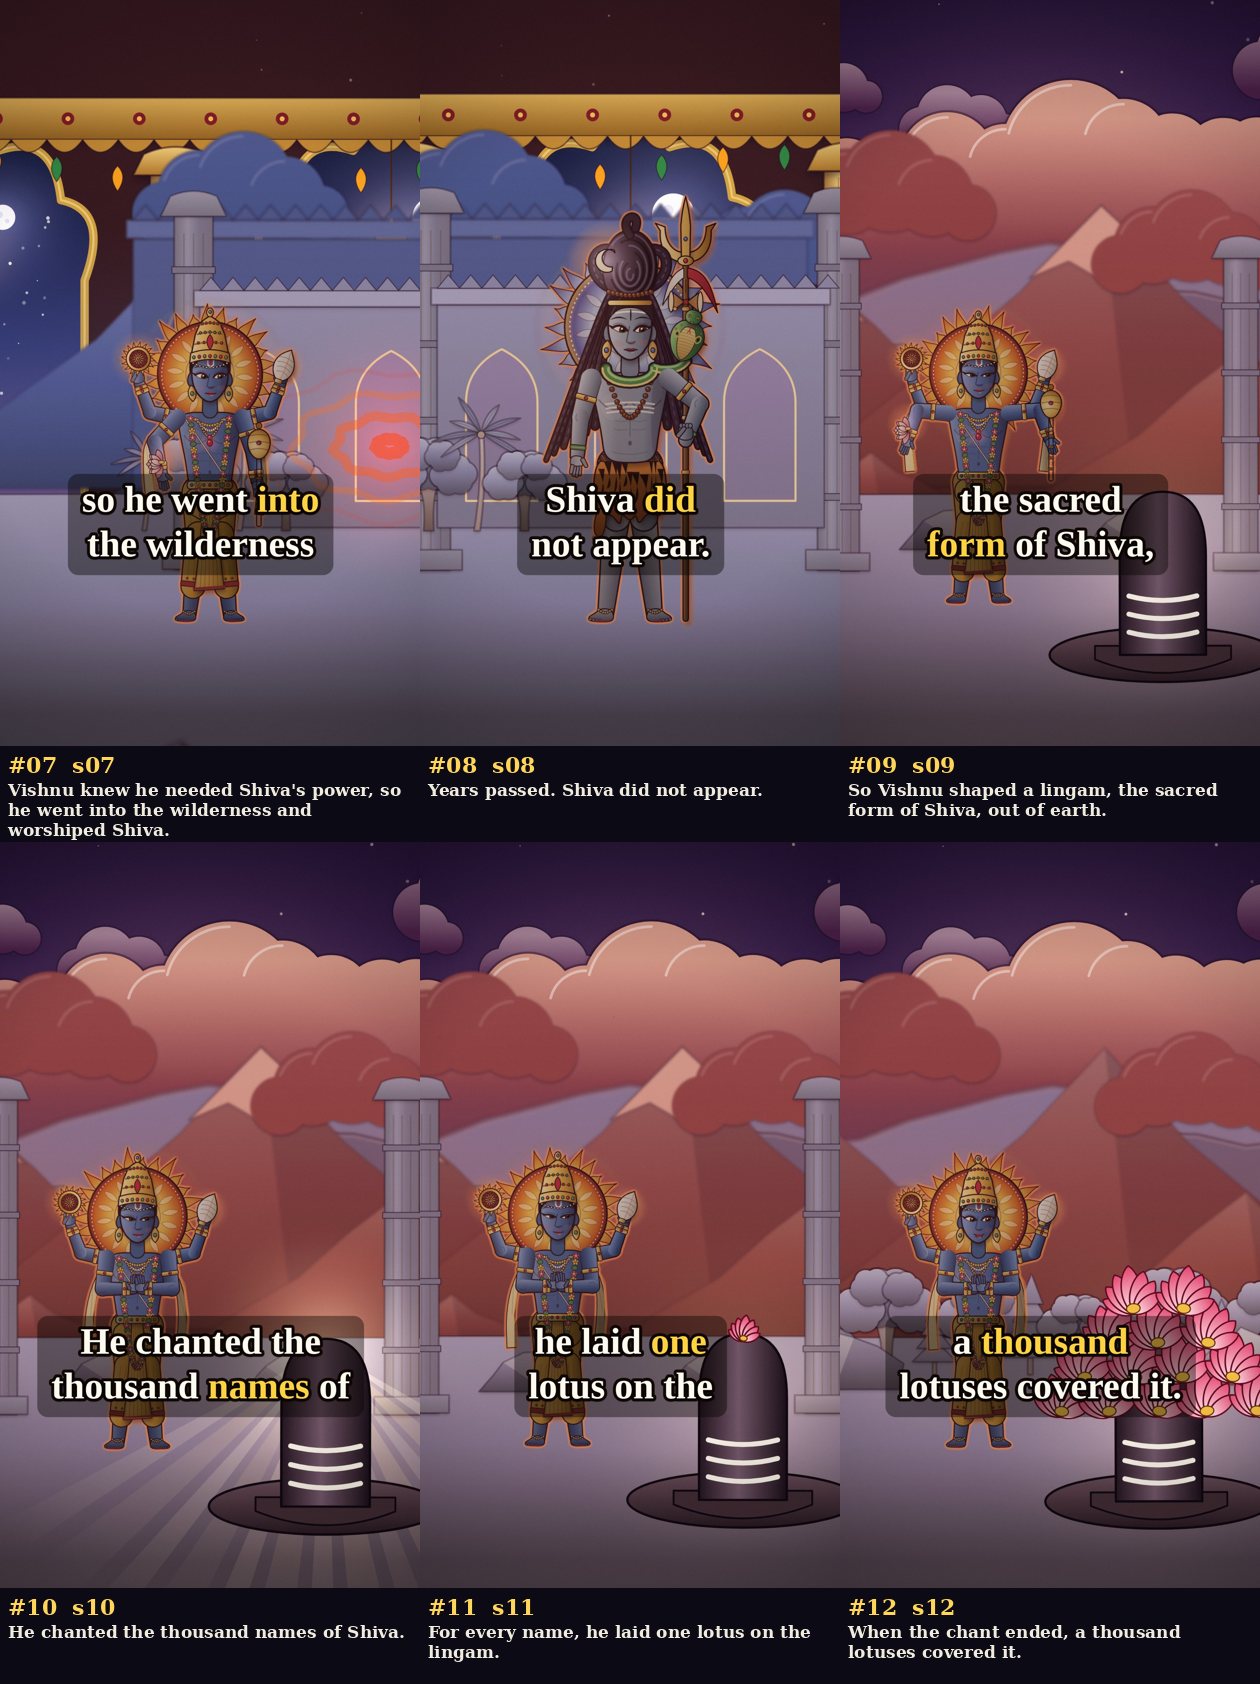 so he went into
the wilderness
Shiva did
not appear.
the sacred
form of Shiva,
#07 s07
Vishnu knew he needed Shiva's power, so
he went into the wilderness and
worshiped Shiva.
#08 s08
Years passed. Shiva did not appear.
#09 s09
So Vishnu shaped a lingam, the sacred
form of Shiva, out of earth.
He chanted the
thousand names of
he laid one
lotus on the
a thousand
lotuses covered it.
#10 s10
He chanted the thousand names of Shiva.
#11 s11
For every name, he laid one lotus on the
lingam.
#12 s12
When the chant ended, a thousand
lotuses covered it.